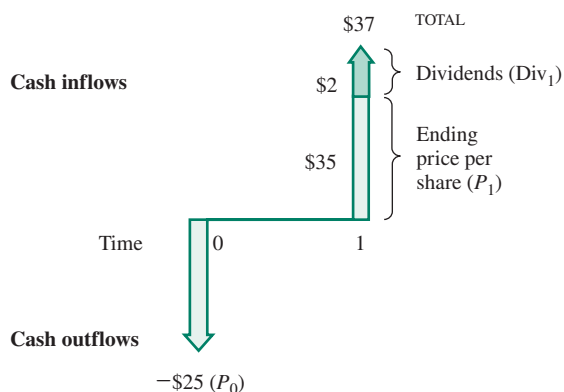 $37 TOTAL
Cash inflows
$2
Dividends (Div₁)
$35
Ending
price per
share (P₁)
Time 0 1
Cash outflows
−$25 (P₀)